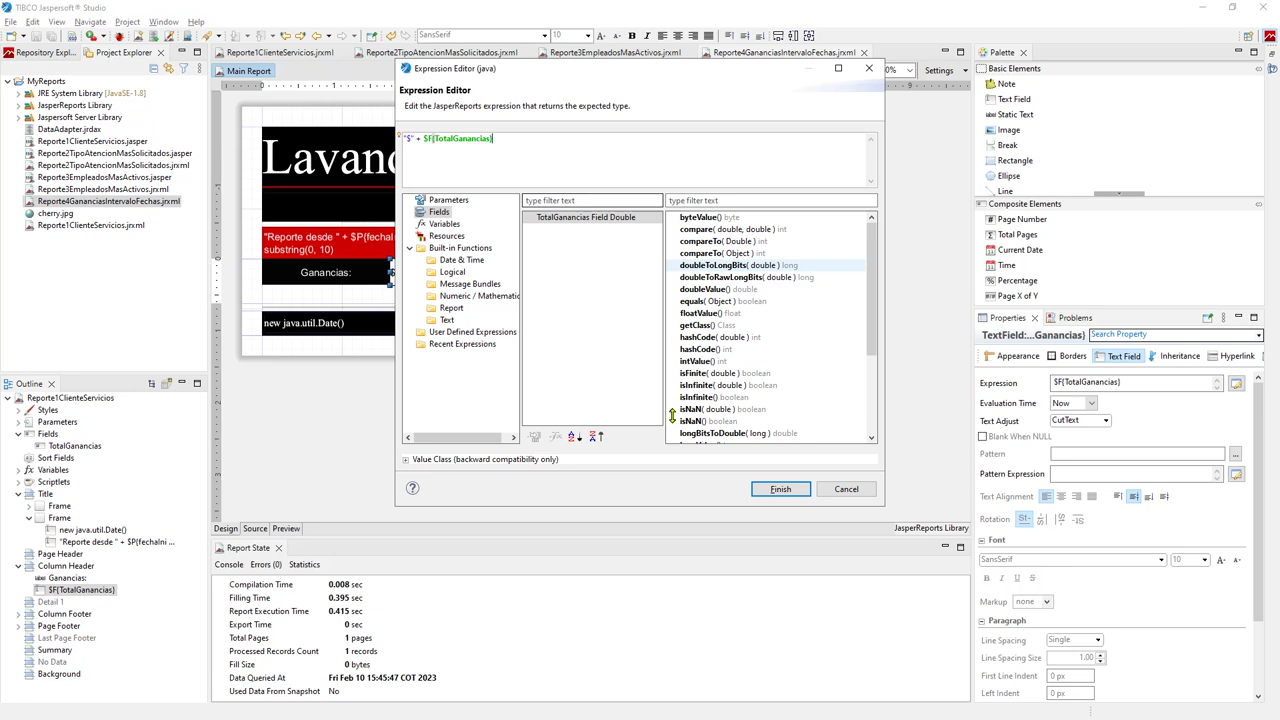 TIBCO Jaspersoft® Studio
File Edit View Navigate Project Window Help
SansSerif 10
Repository Expl... Project Explorer
MyReports
JRE System Library [JavaSE-1.8]
JasperReports Library
Jaspersoft Server Library
DataAdapter.jrdax
Reporte1ClienteServicios.jasper
Reporte2TipoAtencionMasSolicitados.jasper
Reporte2TipoAtencionMasSolicitados.jrxml
Reporte3EmpleadosMasActivos.jasper
Reporte3EmpleadosMasActivos.jrxml
Reporte4GananciasIntervaloFechas.jrxml
cherry.jpg
Reporte1ClienteServicios.jrxml
Outline
Reporte1ClienteServicios
Styles
Parameters
Fields
TotalGanancias
Sort Fields
Variables
Scriptlets
Title
Frame
Frame
new java.util.Date()
"Reporte desde " + $P{fechaIni ...
Page Header
Column Header
Ganancias:
$F{TotalGanancias}
Detail 1
Column Footer
Page Footer
Last Page Footer
Summary
No Data
Background
Reporte1ClienteServicios.jrxml Reporte2TipoAtencionMasSolicitados.jrxml Reporte3EmpleadosMasActivos.jrxml Reporte4GananciasIntervaloFechas.jrxml
Main Report
0% Settings
Lavan
"Reporte desde " + $P{fechaI
substring(0, 10)
Ganancias:
new java.util.Date()
Expression Editor (java)
Expression Editor
Edit the JasperReports expression that returns the expected type.
"$" + $F{TotalGanancias}
Parameters
Fields
Variables
Resources
Built-in Functions
Date & Time
Logical
Message Bundles
Numeric / Mathematic
Report
Text
User Defined Expressions
Recent Expressions
type filter text
TotalGanancias Field Double
type filter text
byteValue() byte
compare( double, double ) int
compareTo( Double ) int
compareTo( Object ) int
doubleToLongBits( double ) long
doubleToRawLongBits( double ) long
doubleValue() double
equals( Object ) boolean
floatValue() float
getClass() Class
hashCode( double ) int
hashCode() int
intValue() int
isFinite( double ) boolean
isInfinite( double ) boolean
isInfinite() boolean
isNaN( double ) boolean
isNaN() boolean
longBitsToDouble( long ) double
Value Class (backward compatibility only)
Finish Cancel
Design Source Preview
JasperReports Library
Report State
Console Errors (0) Statistics
Compilation Time 0.008 sec
Filling Time 0.395 sec
Report Execution Time 0.415 sec
Export Time 0 sec
Total Pages 1 pages
Processed Records Count 1 records
Fill Size 0 bytes
Data Queried At Fri Feb 10 15:45:47 COT 2023
Used Data From Snapshot No
Palette
Basic Elements
Note
Text Field
Static Text
Image
Break
Rectangle
Ellipse
Line
Composite Elements
Page Number
Total Pages
Current Date
Time
Percentage
Page X of Y
Properties Problems
TextField:...Ganancias} Search Property
Appearance Borders Text Field Inheritance Hyperlink
Expression $F{TotalGanancias}
Evaluation Time Now
Text Adjust CutText
Blank When NULL
Pattern
Pattern Expression
Text Alignment
Rotation
Font
SansSerif 10
B I U S
Markup none
Paragraph
Line Spacing Single
Line Spacing Size 1.00
First Line Indent 0 px
Left Indent 0 px